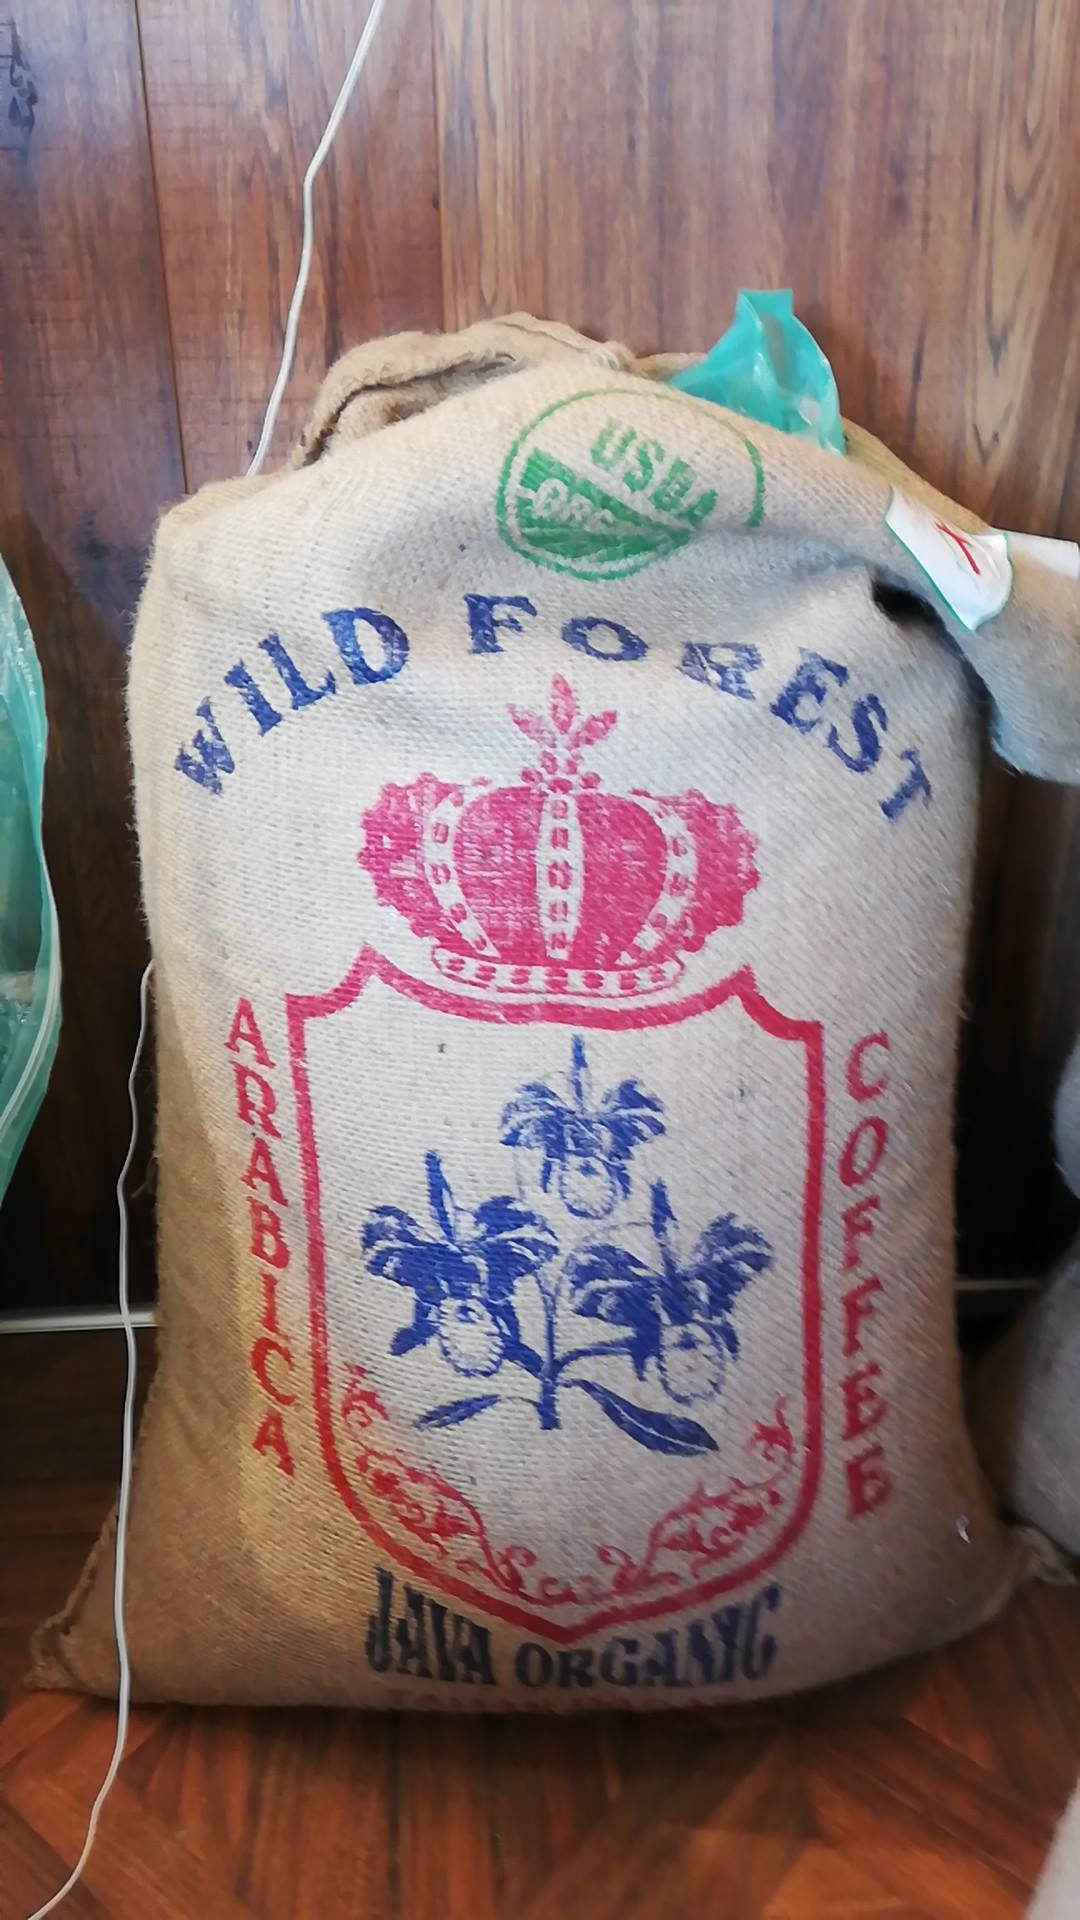 USDA
WILD FOREST
ARABICA
COFFEE
JAVA ORGANIC